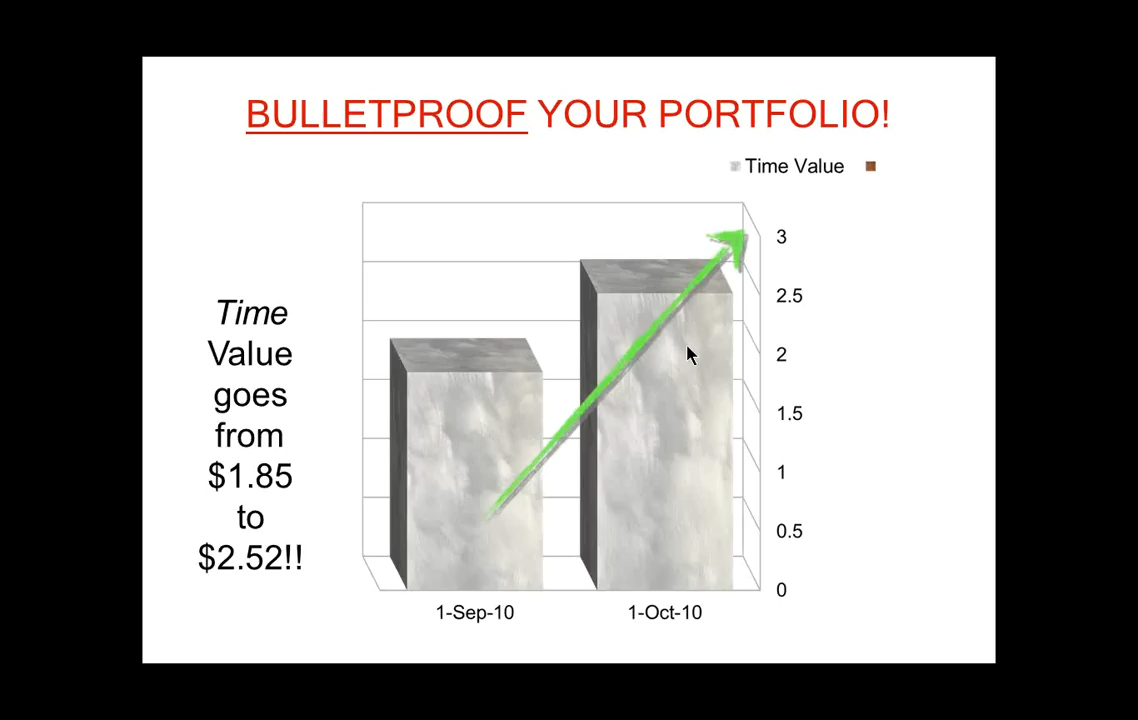 BULLETPROOF YOUR PORTFOLIO!
Time Value
3
2.5
2
1.5
1
0.5
0
Time
Value
goes
from
$1.85
to
$2.52!!
1-Sep-10
1-Oct-10